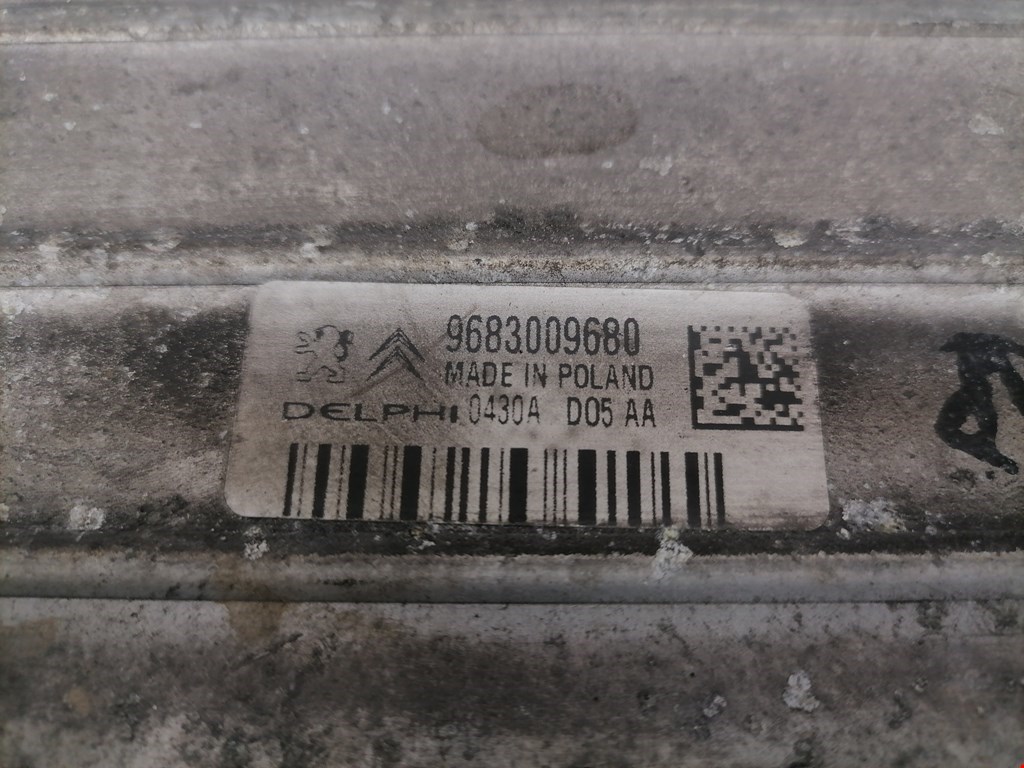 9683009680
MADE IN POLAND
DELPHI 0430A D05 AA